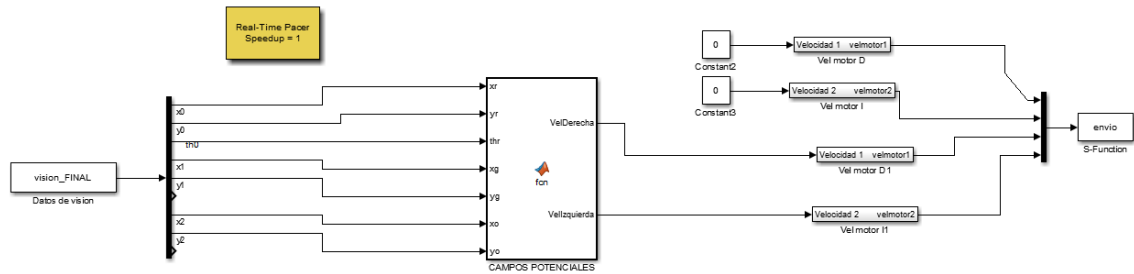 Real-Time Pacer
Speedup = 1
vision_FINAL
Datos de vision
x0
y0
th0
x1
y1
x2
y2
xr
yr
thr
xg
yg
xo
yo
fcn
VelDerecha
VelIzquierda
CAMPOS POTENCIALES
0
Constant2
0
Constant3
Velocidad 1 velmotor1
Vel motor D
Velocidad 2 velmotor2
Vel motor I
Velocidad 1 velmotor1
Vel motor D1
Velocidad 2 velmotor2
Vel motor I1
envio
S-Function